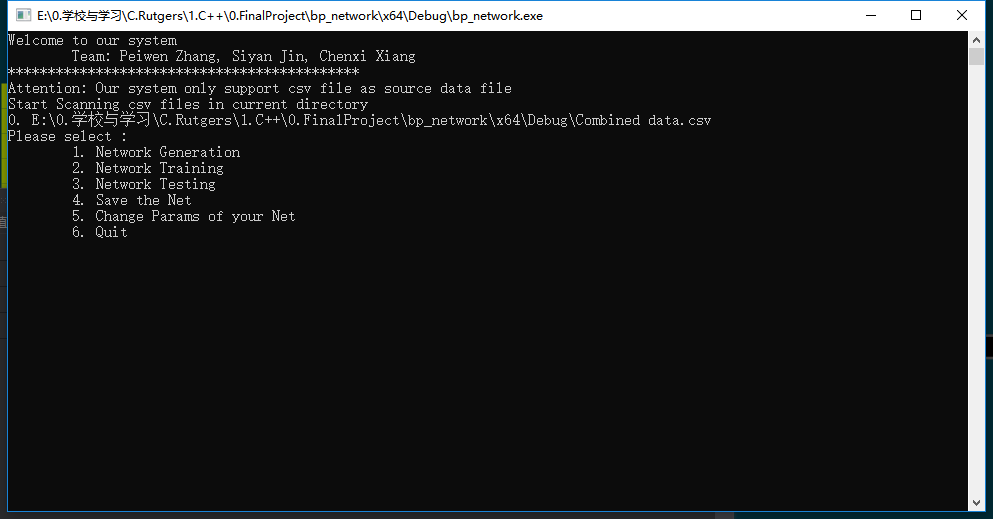 E:\0.学校与学习\C.Rutgers\1.C++\0.FinalProject\bp_network\x64\Debug\bp_network.exe
Welcome to our system
Team: Peiwen Zhang, Siyan Jin, Chenxi Xiang
********************************************
Attention: Our system only support csv file as source data file
Start Scanning csv files in current directory
0. E:\0.学校与学习\C.Rutgers\1.C++\0.FinalProject\bp_network\x64\Debug\Combined data.csv
Please select :
1. Network Generation
2. Network Training
3. Network Testing
4. Save the Net
5. Change Params of your Net
6. Quit